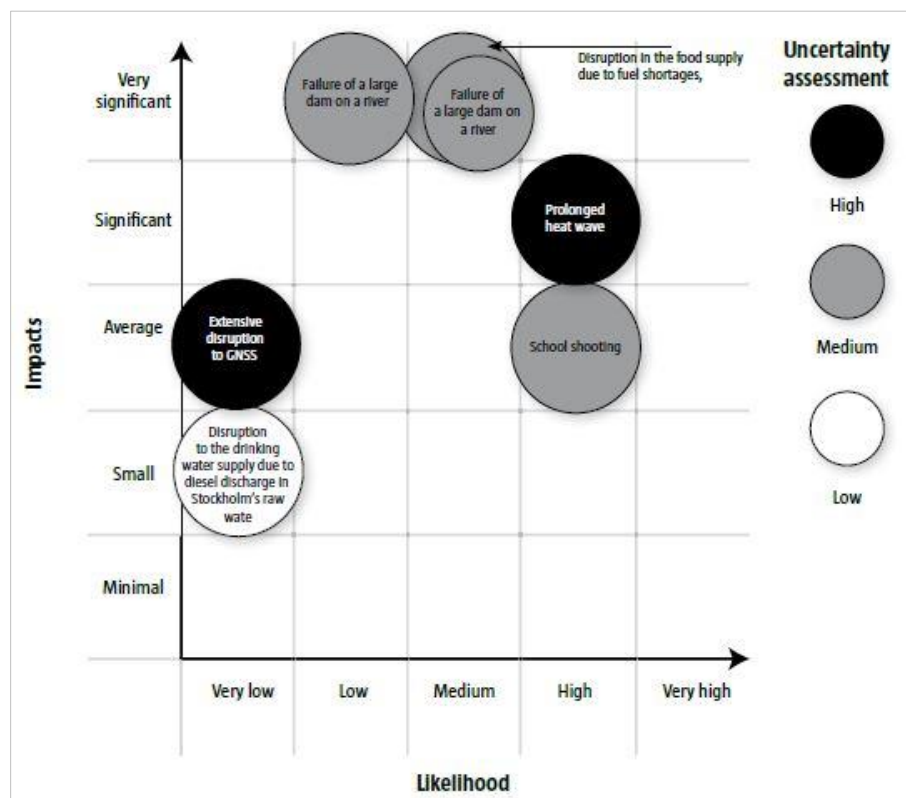 Uncertainty
assessment
High
Medium
Low
Disruption in the food supply
due to fuel shortages,
Failure of a large
dam on a river
Failure of
a large dam on
a river
Prolonged
heat wave
Extensive
disruption
to GNSS
School shooting
Disruption
to the drinking
water supply due to
diesel discharge in
Stockholm's raw
wate
Impacts
Very
significant
Significant
Average
Small
Minimal
Very low
Low
Medium
High
Very high
Likelihood